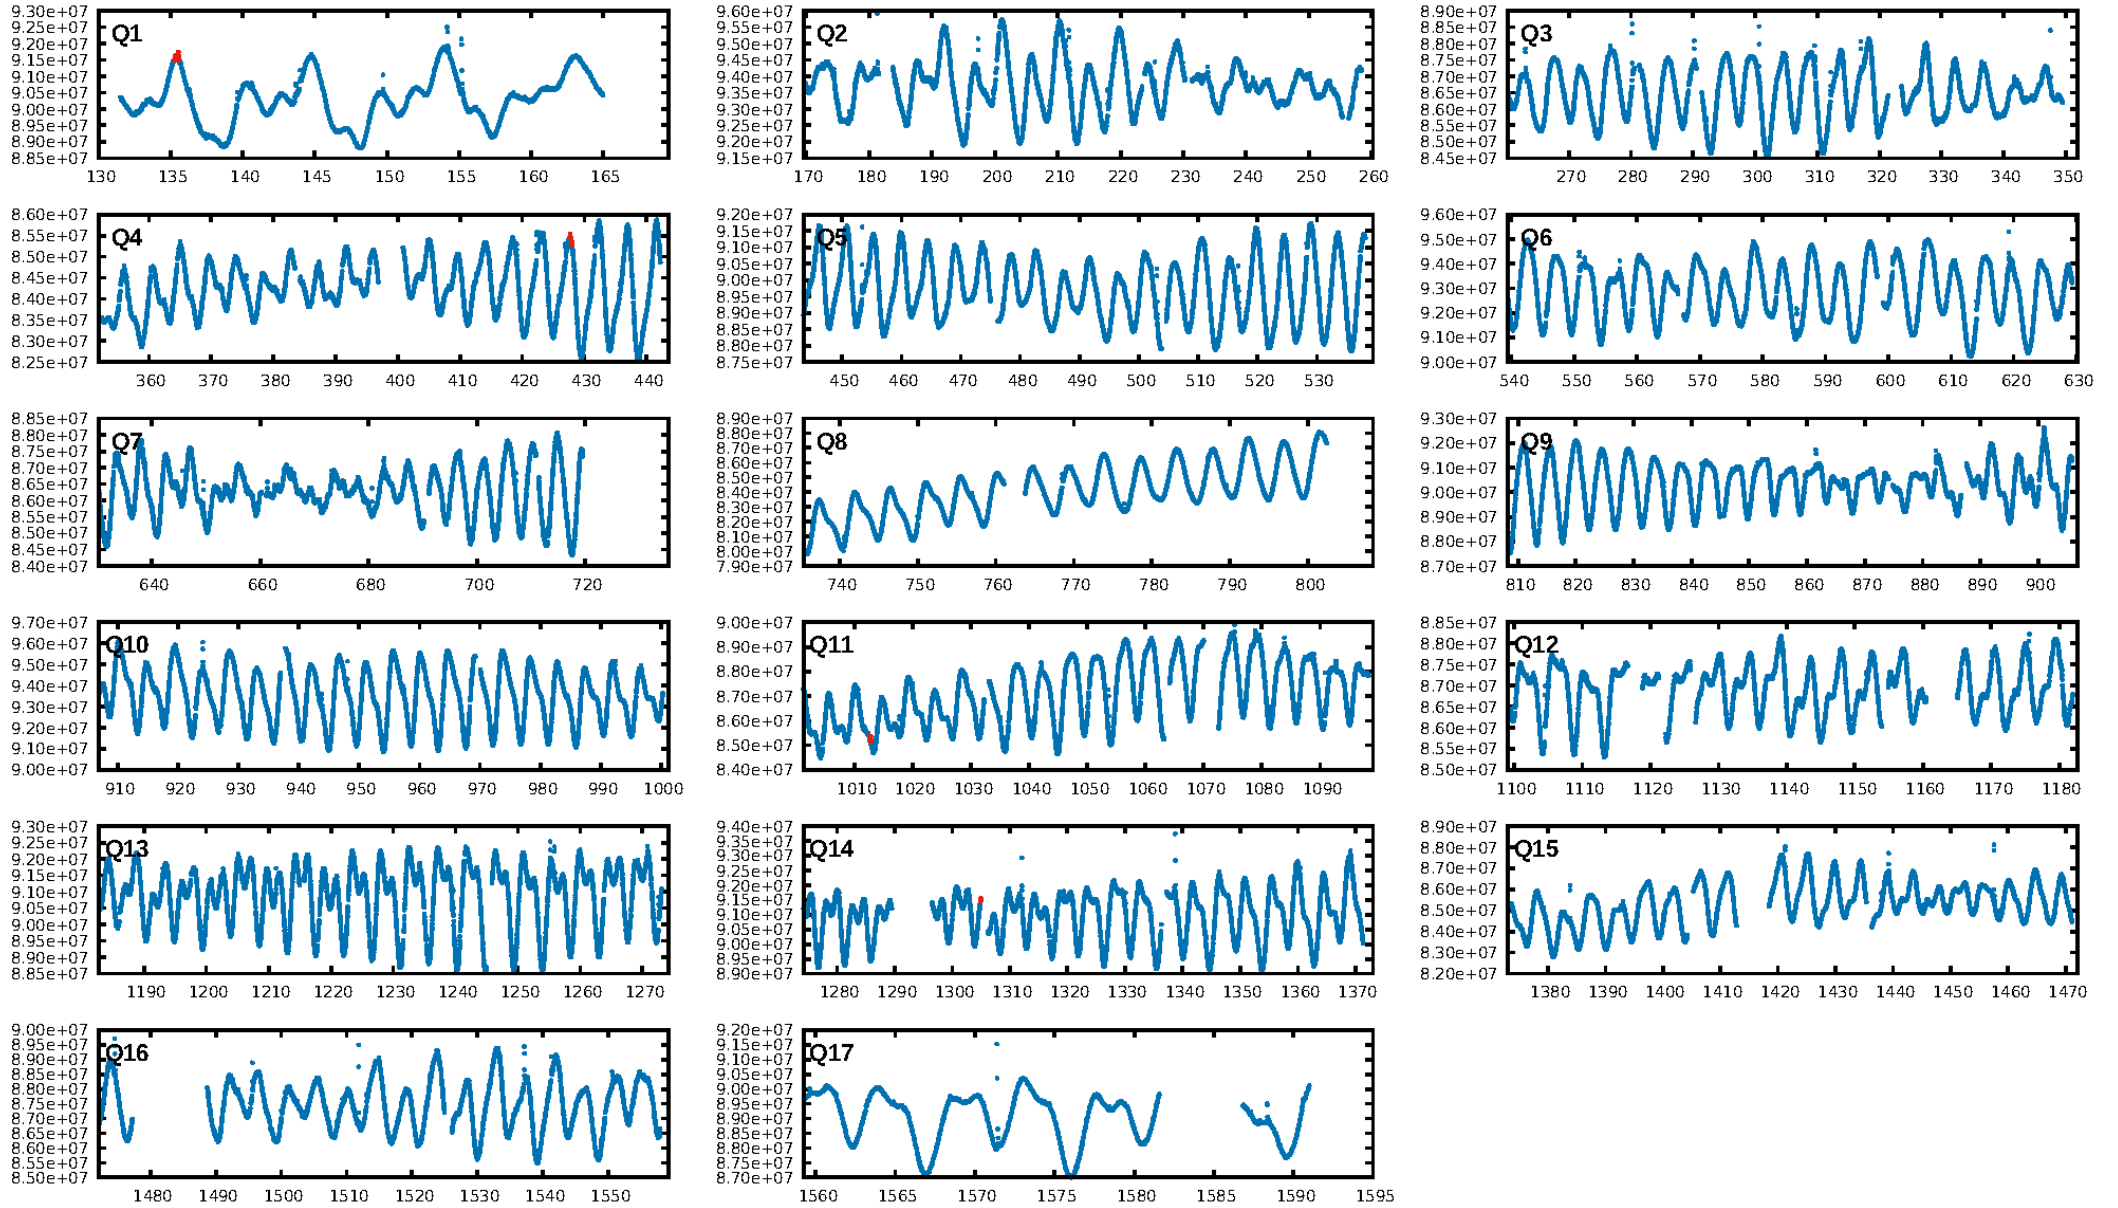 9.30e+07
9.25e+07
9.20e+07
9.15e+07
9.10e+07
9.05e+07
9.00e+07
8.95e+07
8.90e+07
8.85e+07
Q1
130 135 140 145 150 155 160 165
9.60e+07
9.55e+07
9.50e+07
9.45e+07
9.40e+07
9.35e+07
9.30e+07
9.25e+07
9.20e+07
9.15e+07
Q2
170 180 190 200 210 220 230 240 250 260
8.90e+07
8.85e+07
8.80e+07
8.75e+07
8.70e+07
8.65e+07
8.60e+07
8.55e+07
8.50e+07
8.45e+07
Q3
270 280 290 300 310 320 330 340 350
8.60e+07
8.55e+07
8.50e+07
8.45e+07
8.40e+07
8.35e+07
8.30e+07
8.25e+07
Q4
360 370 380 390 400 410 420 430 440
9.20e+07
9.15e+07
9.10e+07
9.05e+07
9.00e+07
8.95e+07
8.90e+07
8.85e+07
8.80e+07
8.75e+07
Q5
450 460 470 480 490 500 510 520 530
9.60e+07
9.50e+07
9.40e+07
9.30e+07
9.20e+07
9.10e+07
9.00e+07
Q6
540 550 560 570 580 590 600 610 620 630
8.85e+07
8.80e+07
8.75e+07
8.70e+07
8.65e+07
8.60e+07
8.55e+07
8.50e+07
8.45e+07
8.40e+07
Q7
640 660 680 700 720
8.90e+07
8.80e+07
8.70e+07
8.60e+07
8.50e+07
8.40e+07
8.30e+07
8.20e+07
8.10e+07
8.00e+07
7.90e+07
Q8
740 750 760 770 780 790 800
9.30e+07
9.20e+07
9.10e+07
9.00e+07
8.90e+07
8.80e+07
8.70e+07
Q9
810 820 830 840 850 860 870 880 890 900
9.70e+07
9.60e+07
9.50e+07
9.40e+07
9.30e+07
9.20e+07
9.10e+07
9.00e+07
Q10
910 920 930 940 950 960 970 980 990 1000
9.00e+07
8.90e+07
8.80e+07
8.70e+07
8.60e+07
8.50e+07
8.40e+07
Q11
1010 1020 1030 1040 1050 1060 1070 1080 1090
8.85e+07
8.80e+07
8.75e+07
8.70e+07
8.65e+07
8.60e+07
8.55e+07
8.50e+07
Q12
1100 1110 1120 1130 1140 1150 1160 1170 1180
9.30e+07
9.25e+07
9.20e+07
9.15e+07
9.10e+07
9.05e+07
9.00e+07
8.95e+07
8.90e+07
8.85e+07
Q13
1190 1200 1210 1220 1230 1240 1250 1260 1270
9.40e+07
9.35e+07
9.30e+07
9.25e+07
9.20e+07
9.15e+07
9.10e+07
9.05e+07
9.00e+07
8.95e+07
8.90e+07
Q14
1280 1290 1300 1310 1320 1330 1340 1350 1360 1370
8.90e+07
8.80e+07
8.70e+07
8.60e+07
8.50e+07
8.40e+07
8.30e+07
8.20e+07
Q15
1380 1390 1400 1410 1420 1430 1440 1450 1460 1470
9.00e+07
8.95e+07
8.90e+07
8.85e+07
8.80e+07
8.75e+07
8.70e+07
8.65e+07
8.60e+07
8.55e+07
8.50e+07
Q16
1480 1490 1500 1510 1520 1530 1540 1550
9.20e+07
9.15e+07
9.10e+07
9.05e+07
9.00e+07
8.95e+07
8.90e+07
8.85e+07
8.80e+07
8.75e+07
8.70e+07
Q17
1560 1565 1570 1575 1580 1585 1590 1595